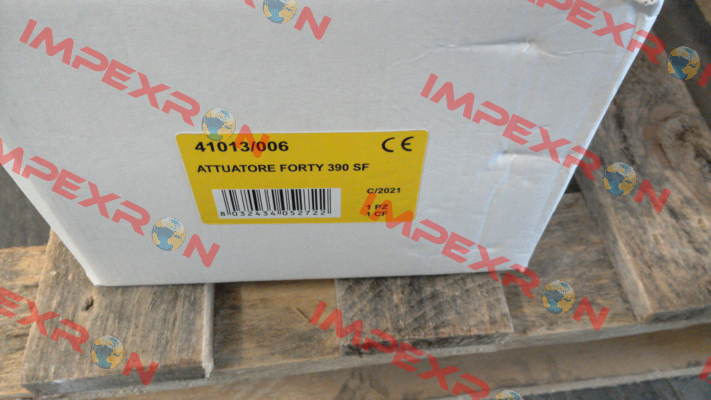 41013/006
CE
ATTUATORE FORTY 390 SF
C/2021
8 032434 052722
1 PZ
1 CF
IMPEXRON
IMPEXRON
IMPEXRON
IMPEXRON
IMPEXRON
IMPEXRON